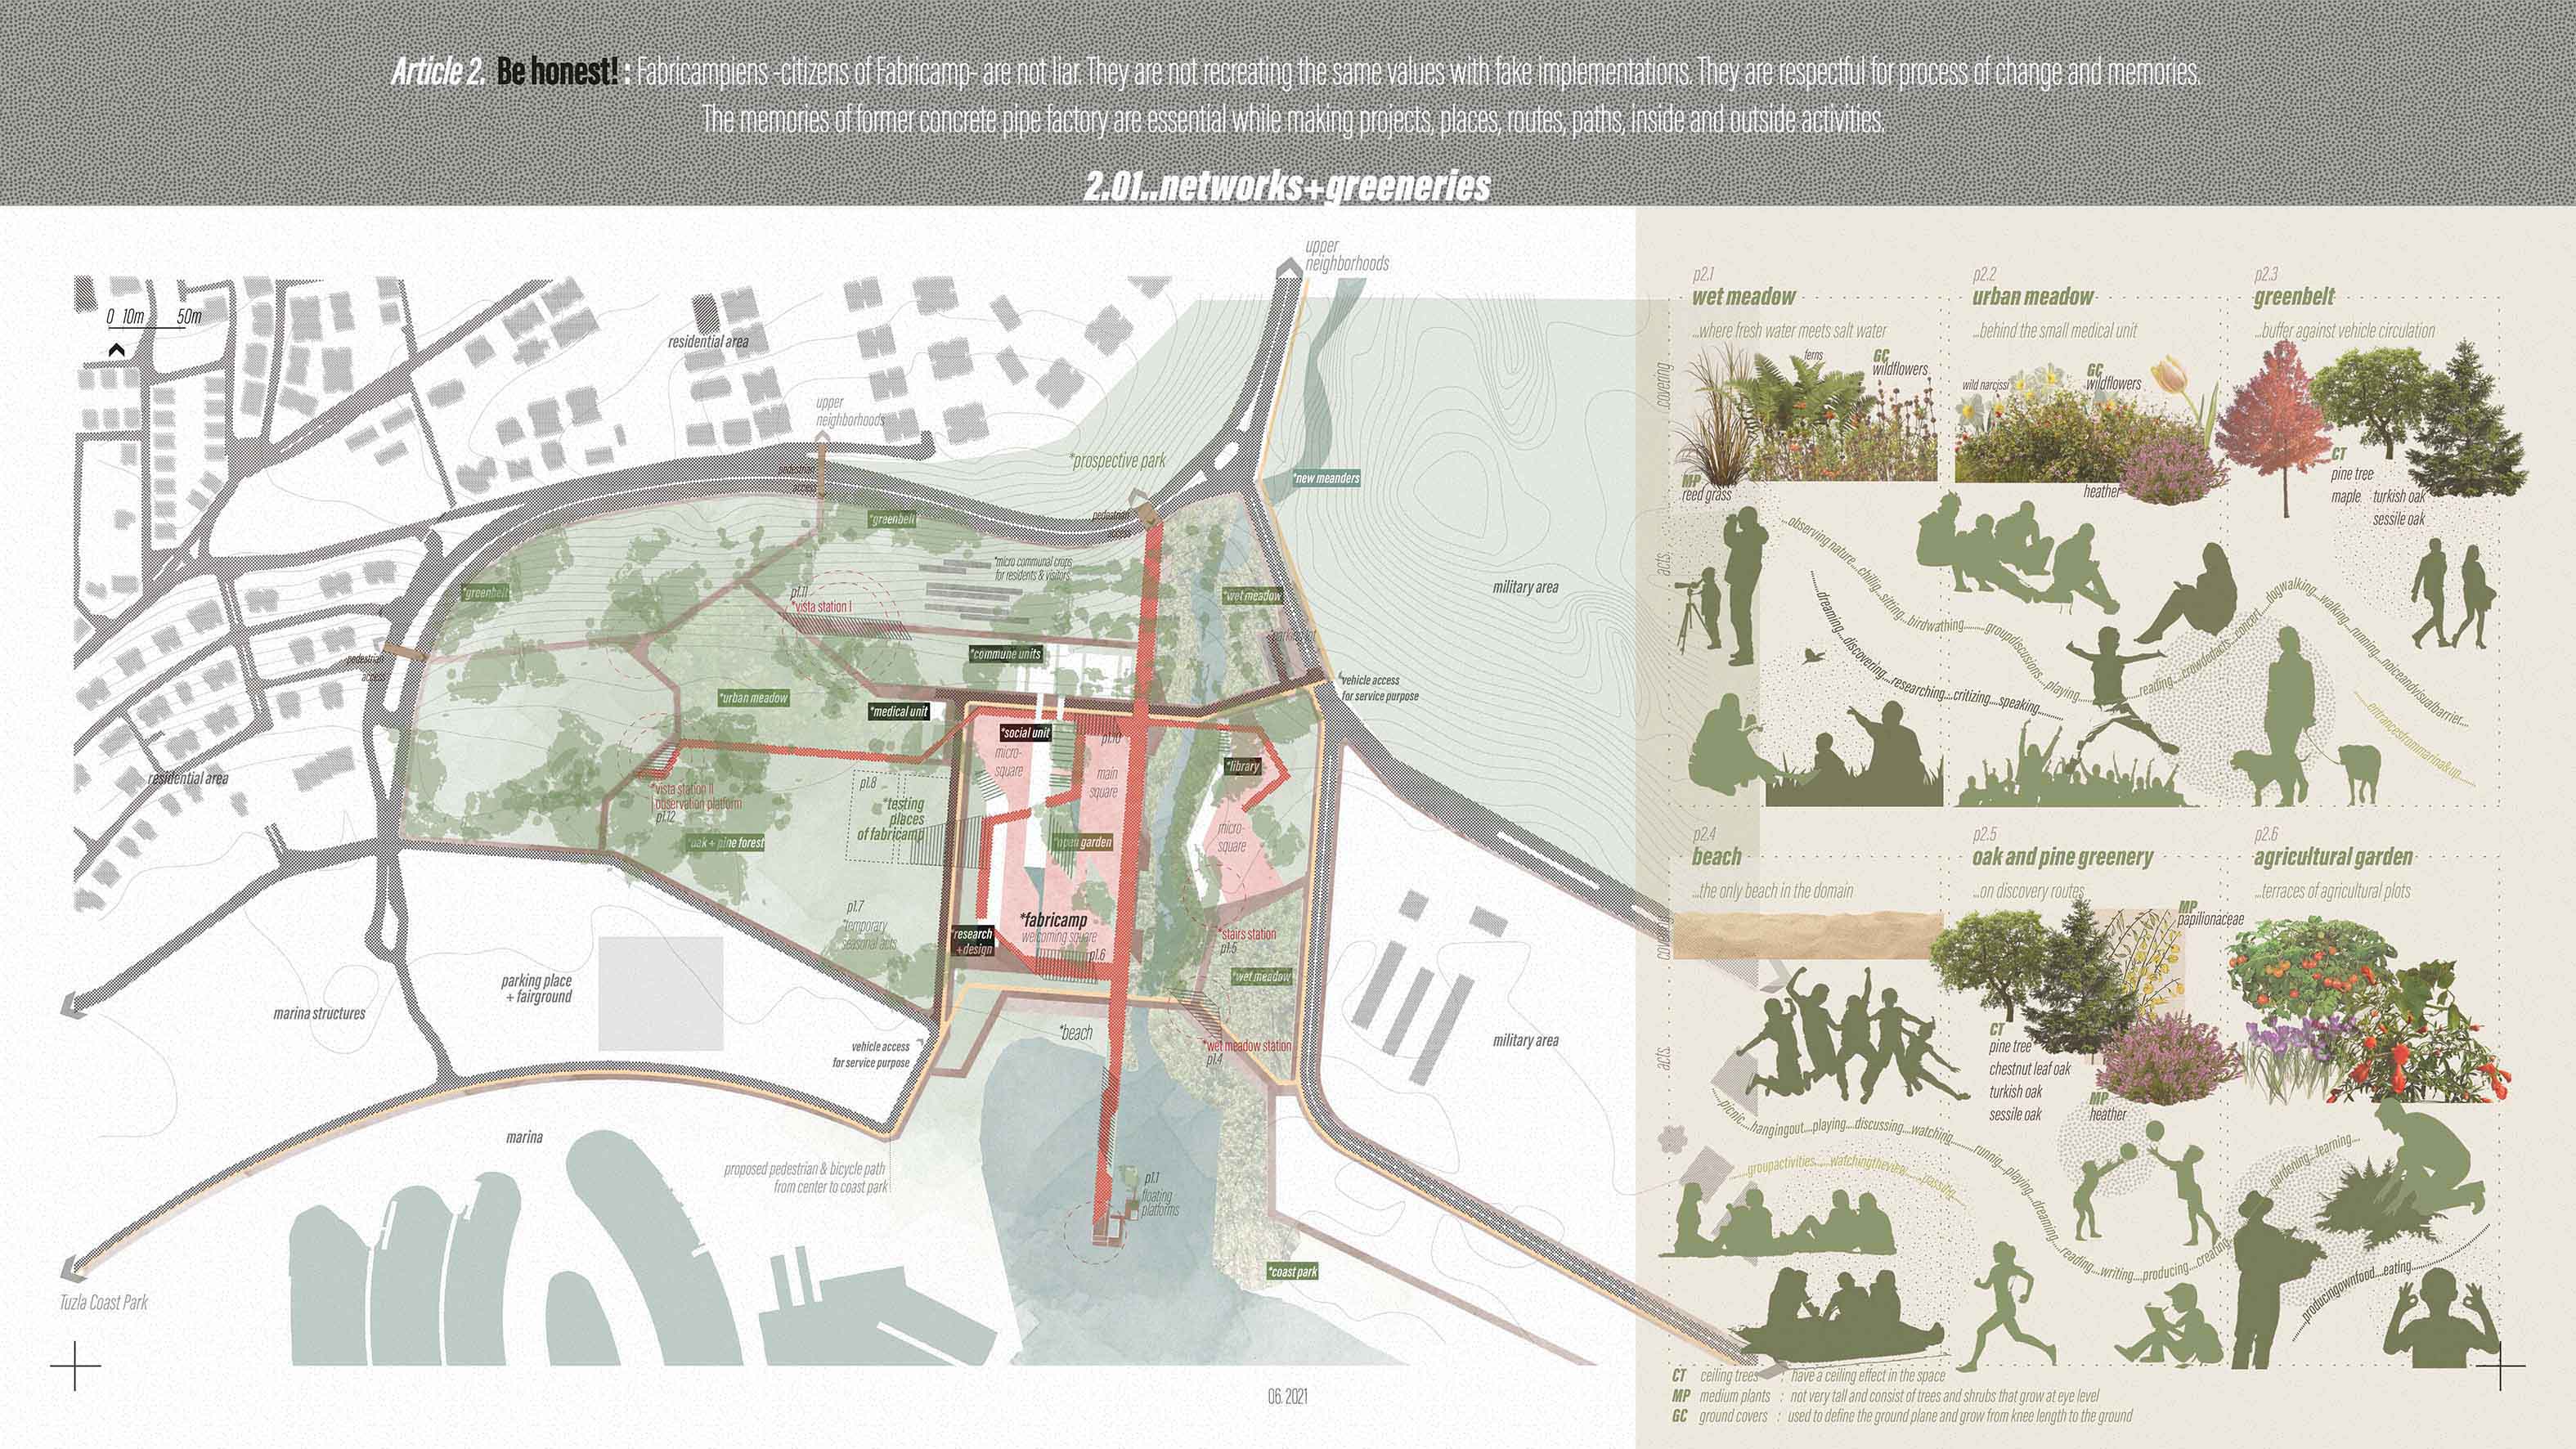 Article 2. Be honest! : Fabricampiens -citizens of Fabricamp- are not liar. They are not recreating the same values with fake implementations. They are respectful for process of change and memories.
The memories of former concrete pipe factory are essential while making projects, places, routes, paths, inside and outside activities.
2.01..networks+greeneries
upper
neighborhoods
0 10m 50m
residential area
upper
neighborhoods
pedestrian
access
*prospective park
*new meanders
pedestrian
access
*greenbelt
*micro communal crops
for residents & visitors
military area
*greenbelt
p1.11
*vista station I
*wet meadow
pedestrian
access
*commune units
*vehicle access
for service purpose
*urban meadow
*medical unit
*social unit
p1.10
micro-
square
main
square
*library
residential area
*vista station II
observation platform
p1.12
p1.8
*testing
places
of fabricamp
*oak + pine forest
garden
micro-
square
p1.7
*temporary
seasonal acts
*fabricamp
welcoming square
p1.6
*research
+design
*stairs station
p1.5
*wet meadow
parking place
+ fairground
marina structures
*beach
vehicle access
for service purpose
*wet meadow station
p1.4
military area
marina
proposed pedestrian & bicycle path
from center to coast park
p1.1
floating
platforms
*coast park
Tuzla Coast Park
06. 2021
p2.1
wet meadow
...where fresh water meets salt water
ferns
GC
wildflowers
MP
reed grass
p2.2
urban meadow
...behind the small medical unit
wild narcissi
GC
wildflowers
heather
p2.3
greenbelt
...buffer against vehicle circulation
CT
pine tree
maple turkish oak
sessile oak
covering
acts
...observing nature...chilling...sitting...birdwathing........groupdiscussions...playing......reading...crowdedacts...concert...dogwalking...walking...running...noiceandvisualbarrier...
...dreaming...discovering...researching...critizing...speaking...
...entrancesfrommarina&up...
p2.4
beach
...the only beach in the domain
p2.5
oak and pine greenery
...on discovery routes
MP
papilionaceae
CT
pine tree
chestnut leaf oak
turkish oak
sessile oak
MP
heather
p2.6
agricultural garden
...terraces of agricultural plots
acts
picnic...hangingout...playing...discussing...watching...runnig...playing...dreaming...reading...writing...producing...creating
...groupactivities...watchingtheview...passing...
gardening...learning...
...producingownfood...eating...
CT ceiling trees : have a ceiling effect in the space
MP medium plants : not very tall and consist of trees and shrubs that grow at eye level
GC ground covers : used to define the ground plane and grow from knee length to the ground